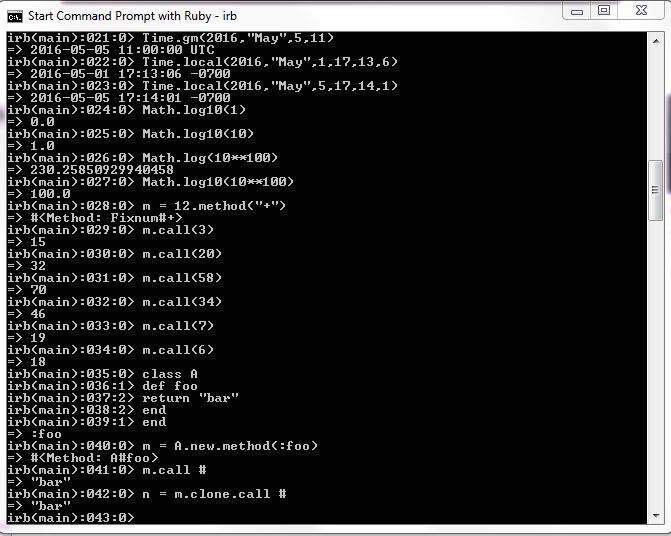 Start Command Prompt with Ruby - irb
irb(main):021:0> Time.gm(2016,"May",5,11)
=> 2016-05-05 11:00:00 UTC
irb(main):022:0> Time.local(2016,"May",1,17,13,6)
=> 2016-05-01 17:13:06 -0700
irb(main):023:0> Time.local(2016,"May",5,17,14,1)
=> 2016-05-05 17:14:01 -0700
irb(main):024:0> Math.log10(1)
=> 0.0
irb(main):025:0> Math.log10(10)
=> 1.0
irb(main):026:0> Math.log(10**100)
=> 230.25850929940458
irb(main):027:0> Math.log10(10**100)
=> 100.0
irb(main):028:0> m = 12.method("+")
=> #<Method: Fixnum#+>
irb(main):029:0> m.call(3)
=> 15
irb(main):030:0> m.call(20)
=> 32
irb(main):031:0> m.call(58)
=> 70
irb(main):032:0> m.call(34)
=> 46
irb(main):033:0> m.call(7)
=> 19
irb(main):034:0> m.call(6)
=> 18
irb(main):035:0> class A
irb(main):036:1> def foo
irb(main):037:2> return "bar"
irb(main):038:2> end
irb(main):039:1> end
=> :foo
irb(main):040:0> m = A.new.method(:foo)
=> #<Method: A#foo>
irb(main):041:0> m.call #
=> "bar"
irb(main):042:0> n = m.clone.call #
=> "bar"
irb(main):043:0>